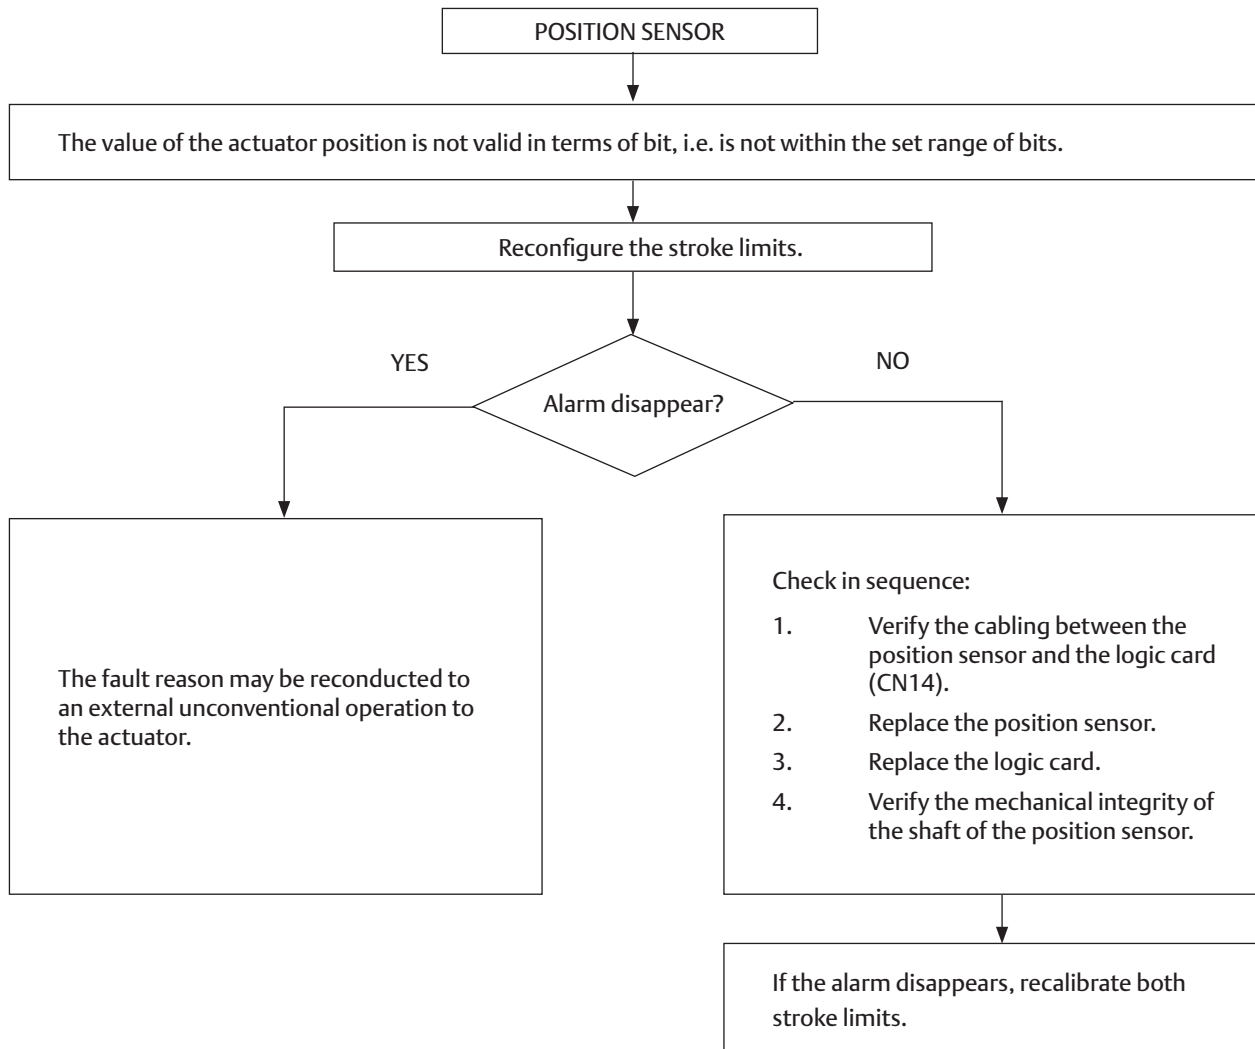 POSITION SENSOR
The value of the actuator position is not valid in terms of bit, i.e. is not within the set range of bits.
Reconfigure the stroke limits.
YES
NO
Alarm disappear?
The fault reason may be reconducted to
an external unconventional operation to
the actuator.
Check in sequence:
1. Verify the cabling between the
position sensor and the logic card
(CN14).
2. Replace the position sensor.
3. Replace the logic card.
4. Verify the mechanical integrity of
the shaft of the position sensor.
If the alarm disappears, recalibrate both
stroke limits.